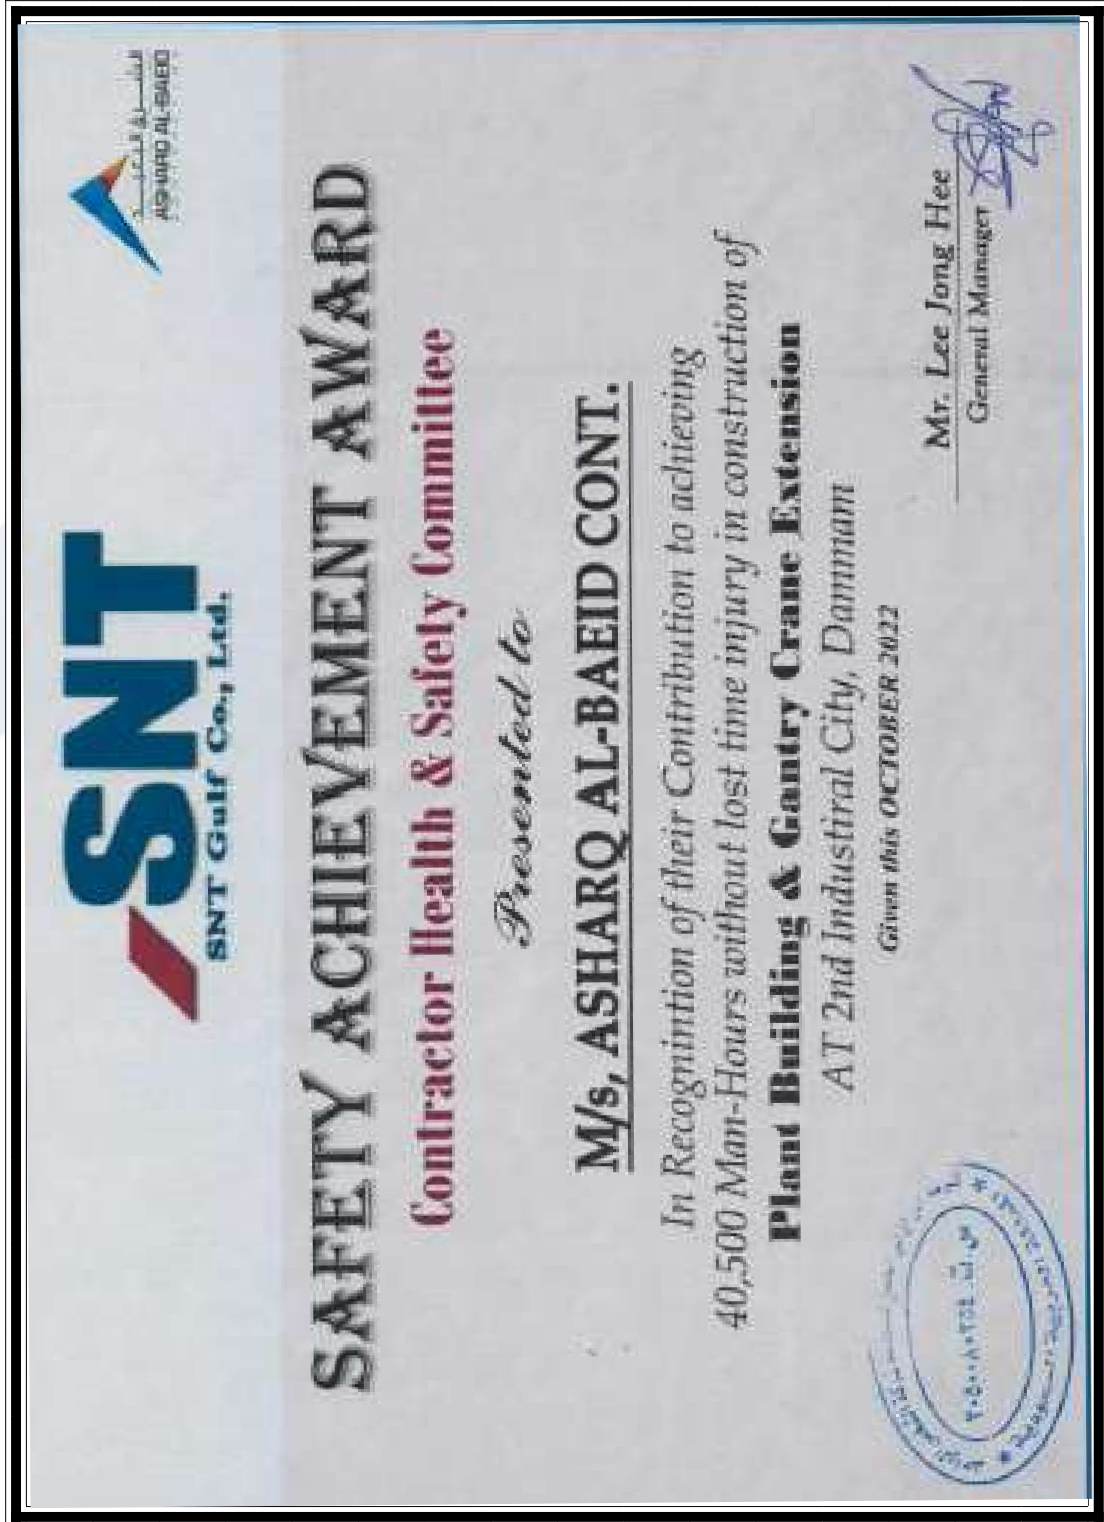 SNT
SNT Gulf Co., Ltd.
ASHARQ AL-BAEID
SAFETY ACHIEVEMENT AWARD
Contractor Health & Safety Committee
Presented to
M/s, ASHARQ AL-BAEID CONT.
In Recognintion of their Contribution to achieving
40,500 Man-Hours without lost time injury in construction of
Plant Building & Gantry Crane Extension
AT 2nd Industiral City, Dammam
Given this OCTOBER 2022
Mr. Lee Jong Hee
General Manager
س.ت. ٢٠٥٠٠٨٠٢٥٤